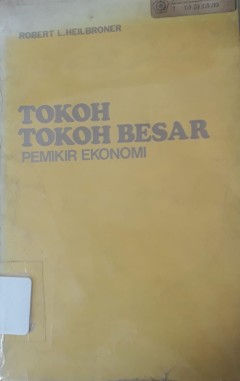 ROBERT L.HEILBRONER
TOKOH
TOKOH BESAR
PEMIKIR EKONOMI